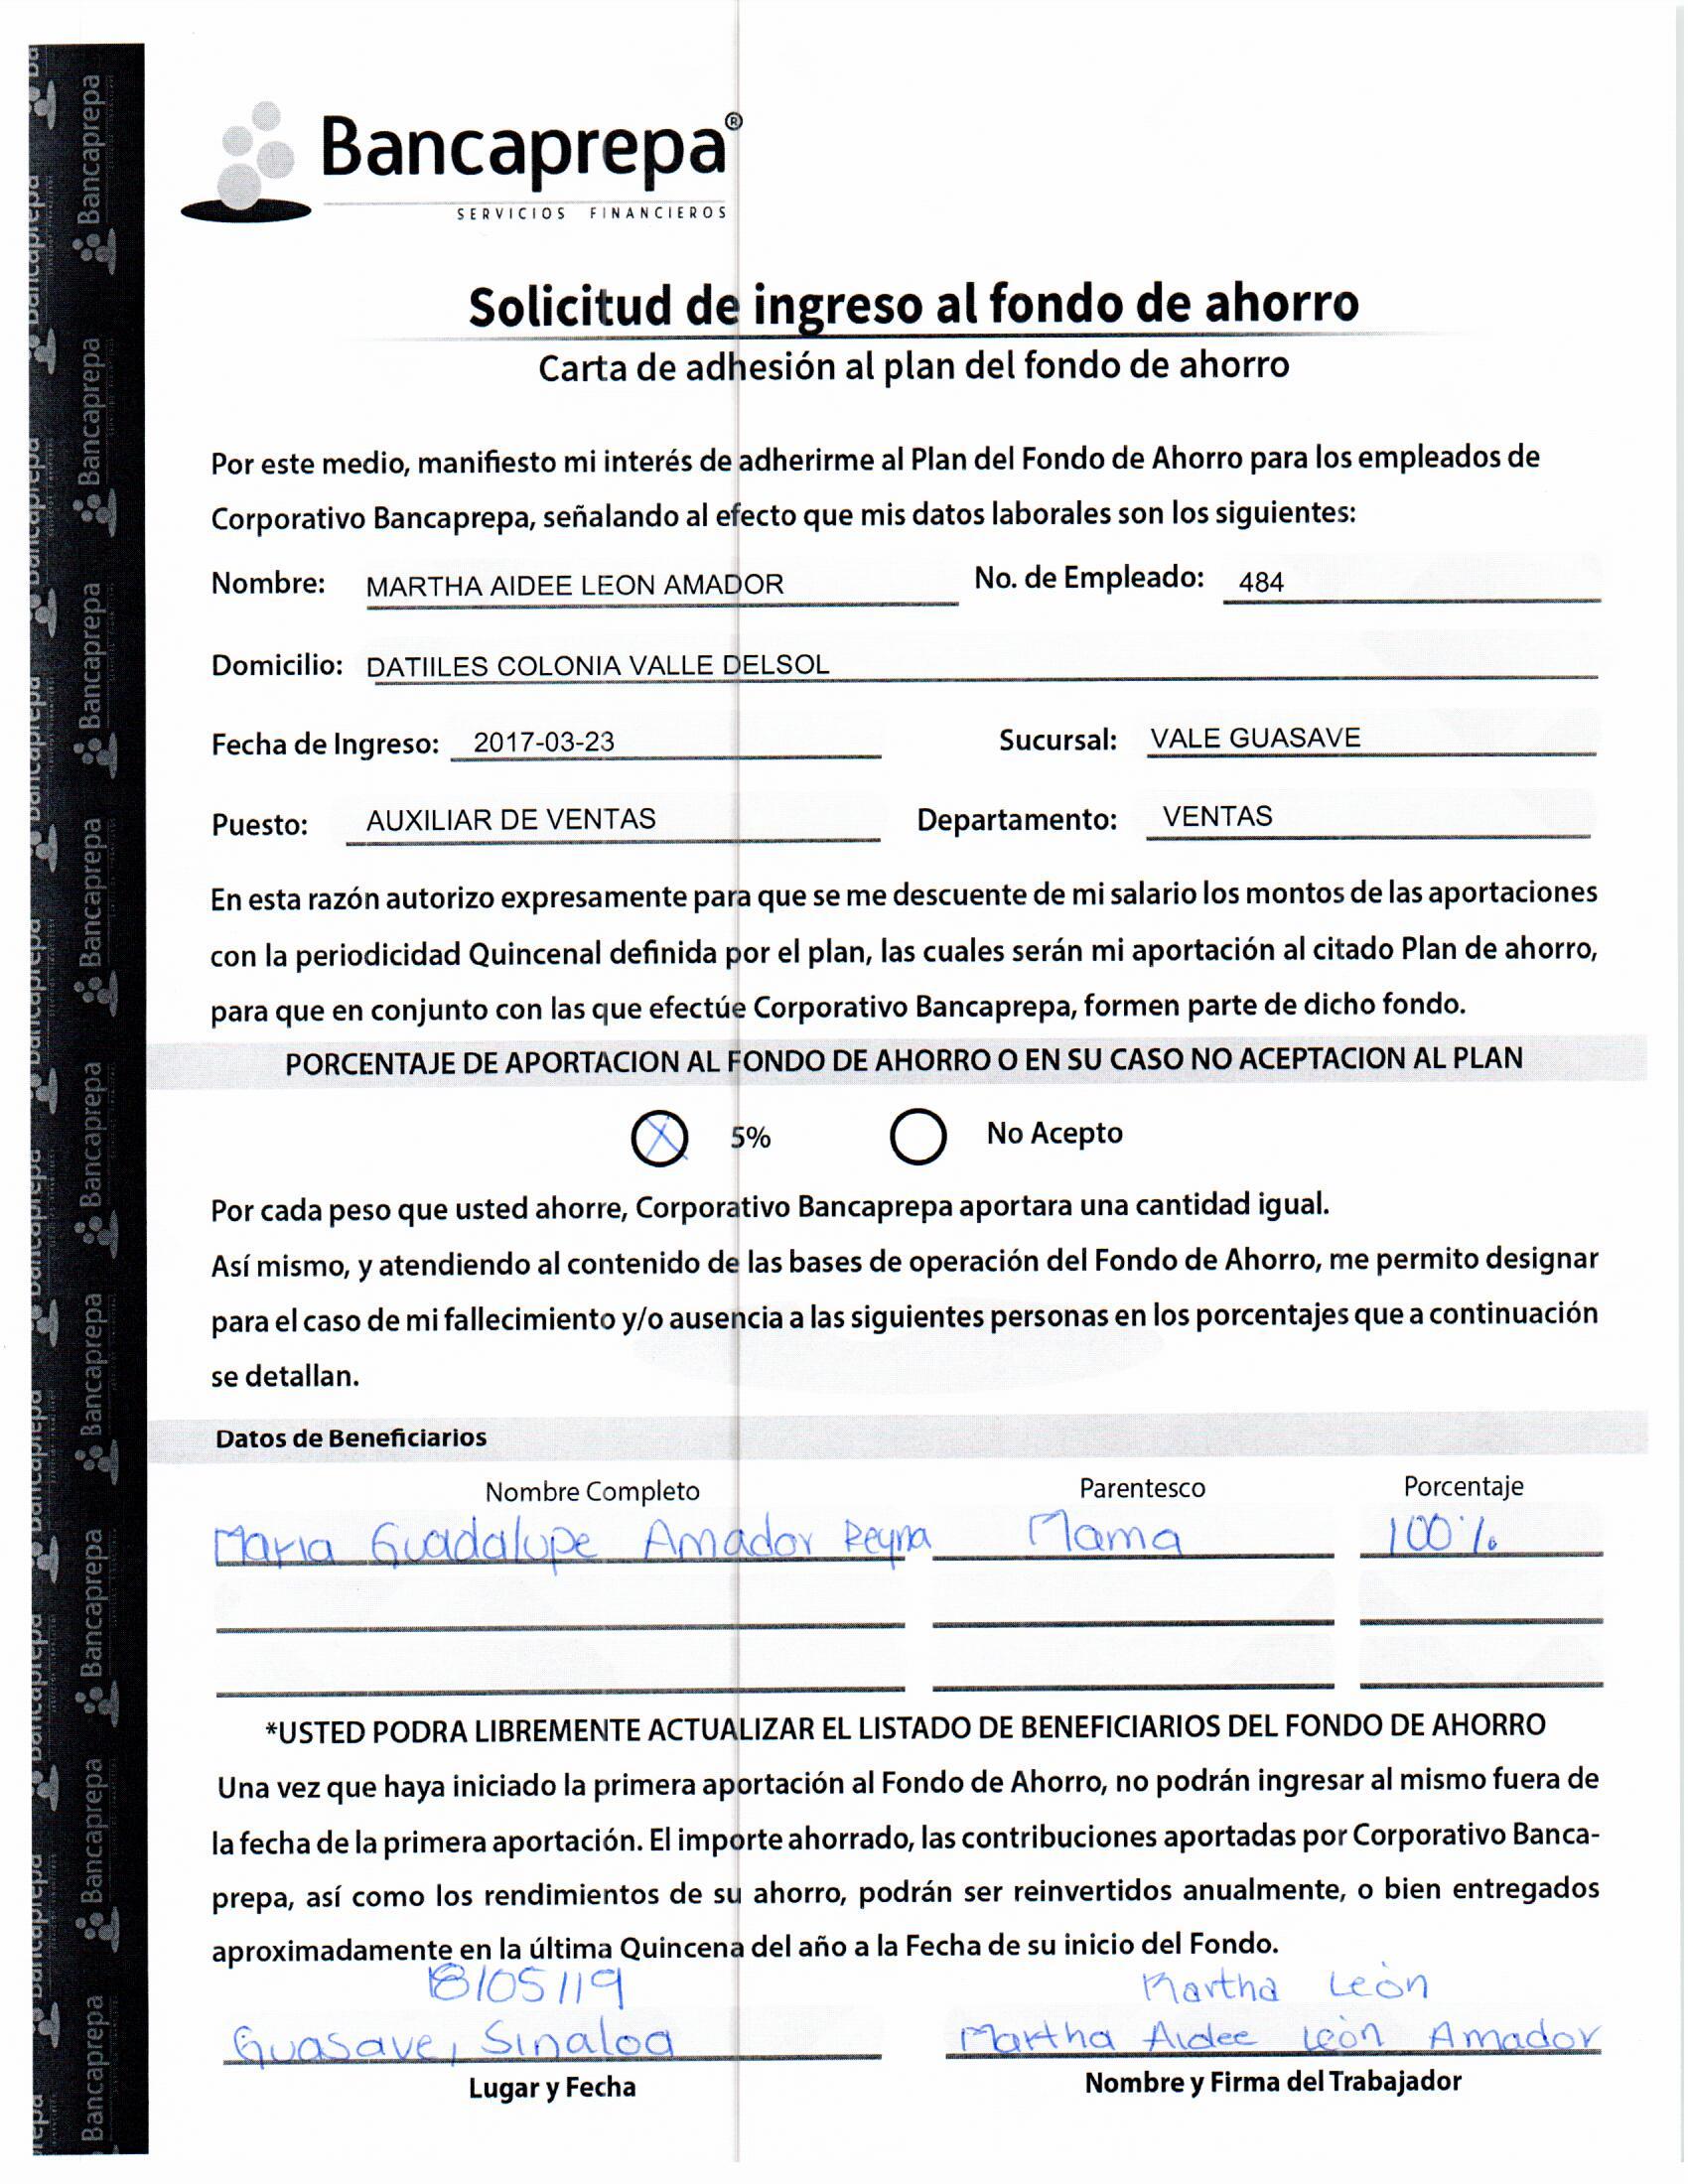 Bancaprepa®
SERVICIOS FINANCIEROS
Solicitud de ingreso al fondo de ahorro
Carta de adhesión al plan del fondo de ahorro
Por este medio, manifiesto mi interés de adherirme al Plan del Fondo de Ahorro para los empleados de
Corporativo Bancaprepa, señalando al efecto que mis datos laborales son los siguientes:
Nombre: MARTHA AIDEE LEON AMADOR No. de Empleado: 484
Domicilio: DATIILES COLONIA VALLE DELSOL
Fecha de Ingreso: 2017-03-23 Sucursal: VALE GUASAVE
Puesto: AUXILIAR DE VENTAS Departamento: VENTAS
En esta razón autorizo expresamente para que se me descuente de mi salario los montos de las aportaciones
con la periodicidad Quincenal definida por el plan, las cuales serán mi aportación al citado Plan de ahorro,
para que en conjunto con las que efectúe Corporativo Bancaprepa, formen parte de dicho fondo.
PORCENTAJE DE APORTACION AL FONDO DE AHORRO O EN SU CASO NO ACEPTACION AL PLAN
X 5% No Acepto
Por cada peso que usted ahorre, Corporativo Bancaprepa aportara una cantidad igual.
Así mismo, y atendiendo al contenido de las bases de operación del Fondo de Ahorro, me permito designar
para el caso de mi fallecimiento y/o ausencia a las siguientes personas en los porcentajes que a continuación
se detallan.
Datos de Beneficiarios
Nombre Completo Parentesco Porcentaje
Maria Guadalupe Amador Reyna Mama 100%
*USTED PODRA LIBREMENTE ACTUALIZAR EL LISTADO DE BENEFICIARIOS DEL FONDO DE AHORRO
Una vez que haya iniciado la primera aportación al Fondo de Ahorro, no podrán ingresar al mismo fuera de
la fecha de la primera aportación. El importe ahorrado, las contribuciones aportadas por Corporativo Banca-
prepa, así como los rendimientos de su ahorro, podrán ser reinvertidos anualmente, o bien entregados
aproximadamente en la última Quincena del año a la Fecha de su inicio del Fondo.
18/05/19 Martha Leòn
Guasave, Sinaloa Martha Aidee Leòn Amador
Lugar y Fecha Nombre y Firma del Trabajador
Bancaprepa
Bancaprepa
Bancaprepa
Bancaprepa
Bancaprepa
Bancaprepa
Bancaprepa
Bancaprepa
Bancaprepa